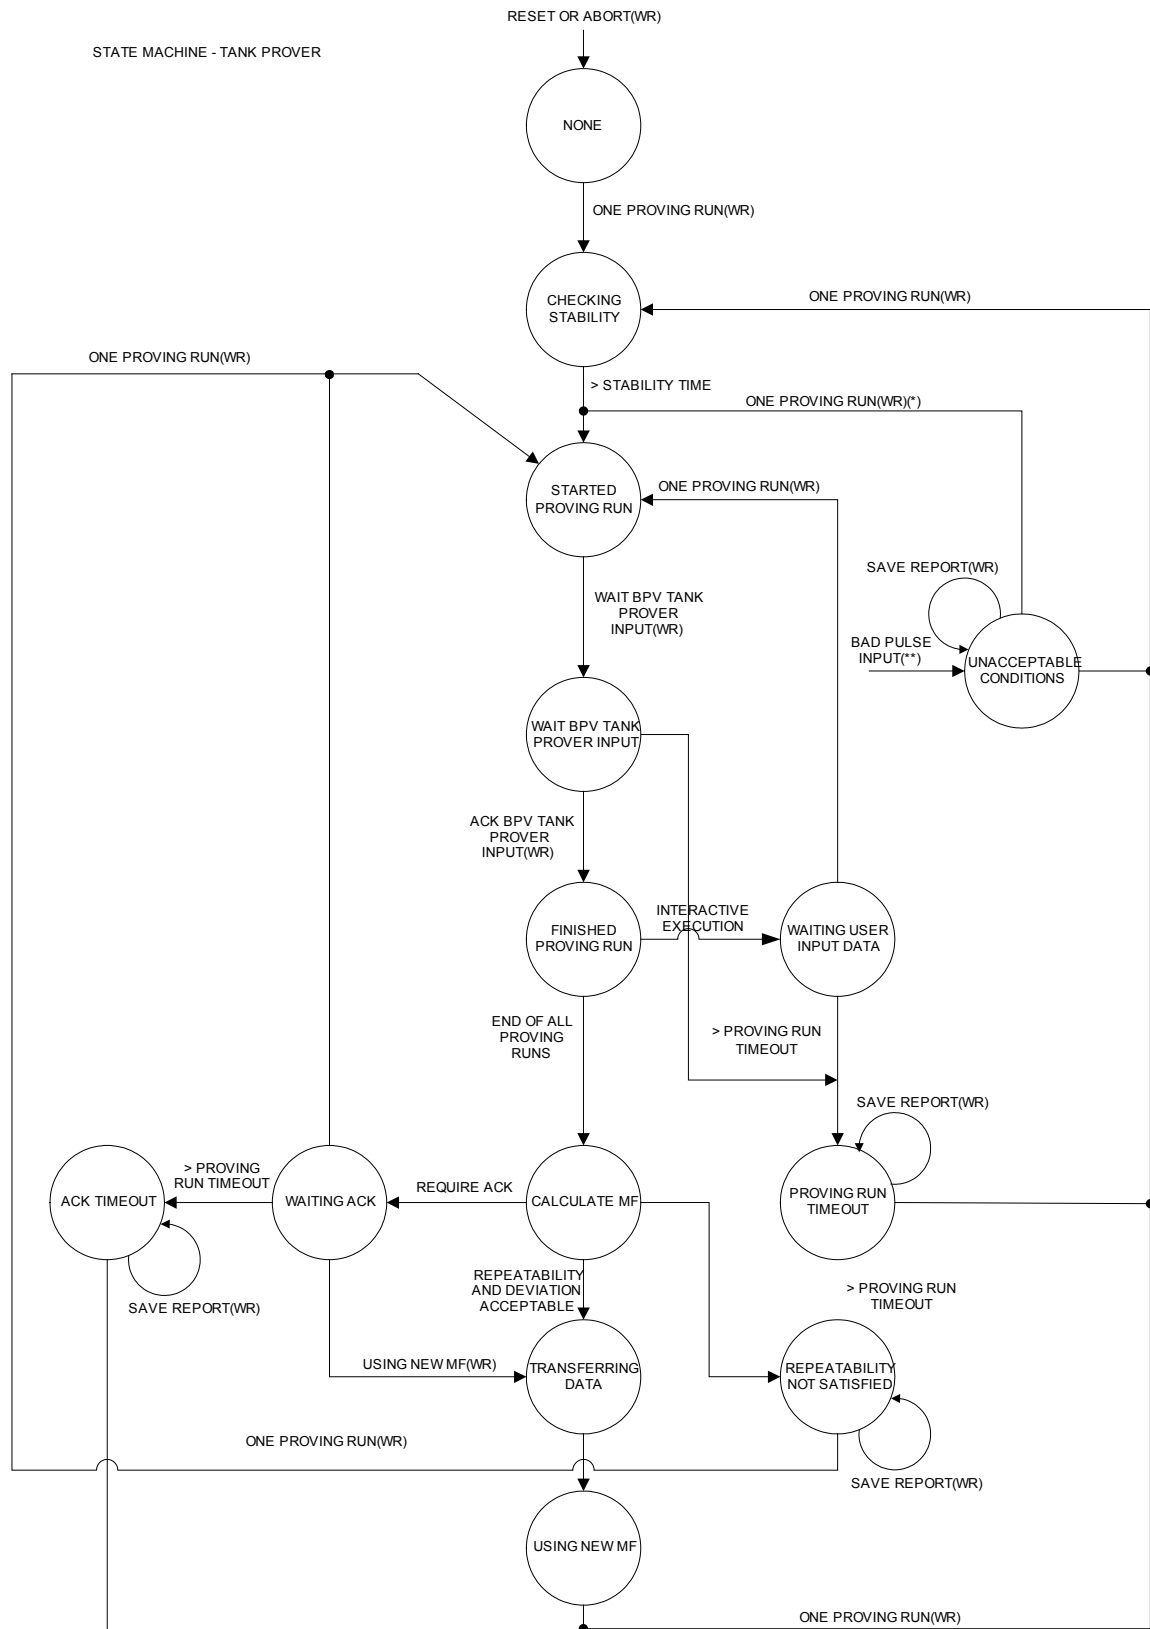 RESET OR ABORT(WR)
STATE MACHINE - TANK PROVER
NONE
ONE PROVING RUN(WR)
CHECKING
STABILITY
ONE PROVING RUN(WR)
ONE PROVING RUN(WR)
> STABILITY TIME
ONE PROVING RUN(WR)(*)
STARTED
PROVING RUN
ONE PROVING RUN(WR)
SAVE REPORT(WR)
WAIT BPV TANK
PROVER
INPUT(WR)
BAD PULSE
INPUT(**)
UNACCEPTABLE
CONDITIONS
WAIT BPV TANK
PROVER INPUT
ACK BPV TANK
PROVER
INPUT(WR)
FINISHED
PROVING RUN
INTERACTIVE
EXECUTION
WAITING USER
INPUT DATA
END OF ALL
PROVING
RUNS
> PROVING RUN
TIMEOUT
SAVE REPORT(WR)
ACK TIMEOUT
> PROVING
RUN TIMEOUT
WAITING ACK
REQUIRE ACK
CALCULATE MF
PROVING RUN
TIMEOUT
SAVE REPORT(WR)
REPEATABILITY
AND DEVIATION
ACCEPTABLE
> PROVING RUN
TIMEOUT
USING NEW MF(WR)
TRANSFERRING
DATA
REPEATABILITY
NOT SATISFIED
ONE PROVING RUN(WR)
SAVE REPORT(WR)
USING NEW MF
ONE PROVING RUN(WR)